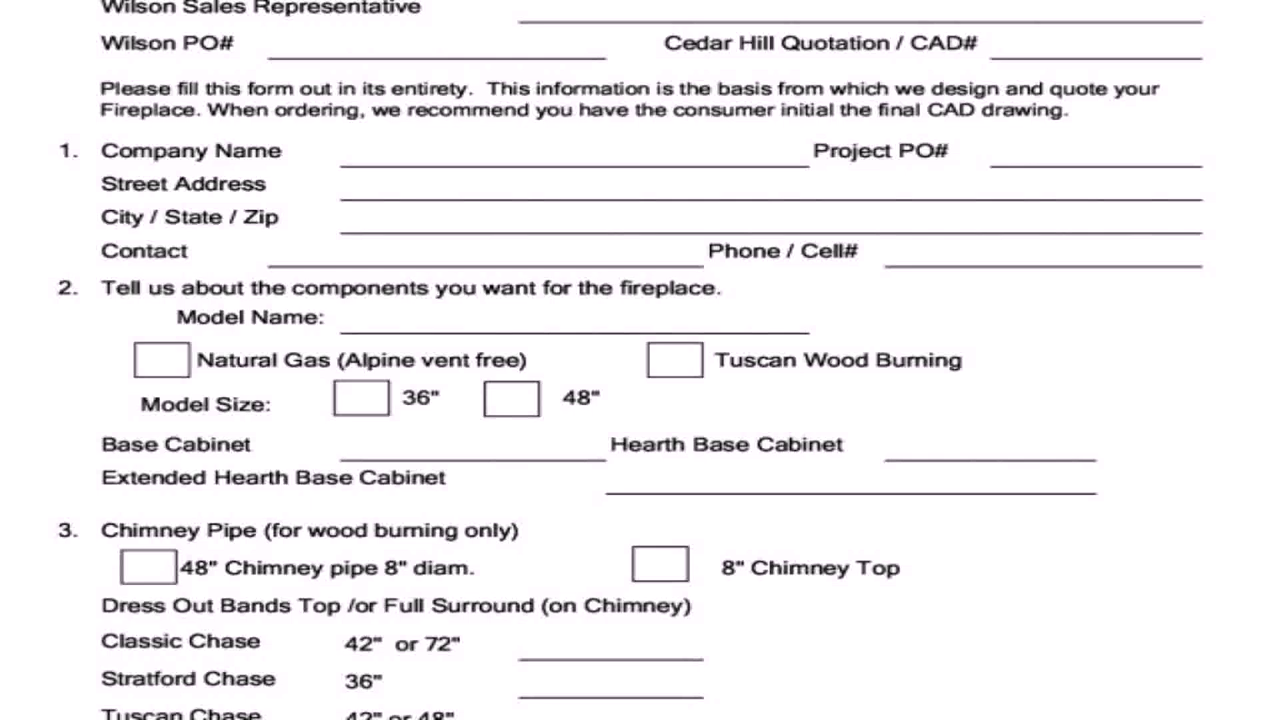 Wilson Sales Representative
Wilson PO# Cedar Hill Quotation / CAD#
Please fill this form out in its entirety. This information is the basis from which we design and quote your
Fireplace. When ordering, we recommend you have the consumer initial the final CAD drawing.
1. Company Name Project PO#
Street Address
City / State / Zip
Contact Phone / Cell#
2. Tell us about the components you want for the fireplace.
Model Name:
Natural Gas (Alpine vent free) Tuscan Wood Burning
Model Size: 36" 48"
Base Cabinet Hearth Base Cabinet
Extended Hearth Base Cabinet
3. Chimney Pipe (for wood burning only)
48" Chimney pipe 8" diam. 8" Chimney Top
Dress Out Bands Top /or Full Surround (on Chimney)
Classic Chase 42" or 72"
Stratford Chase 36"
Tuscan Chase 42" or 48"